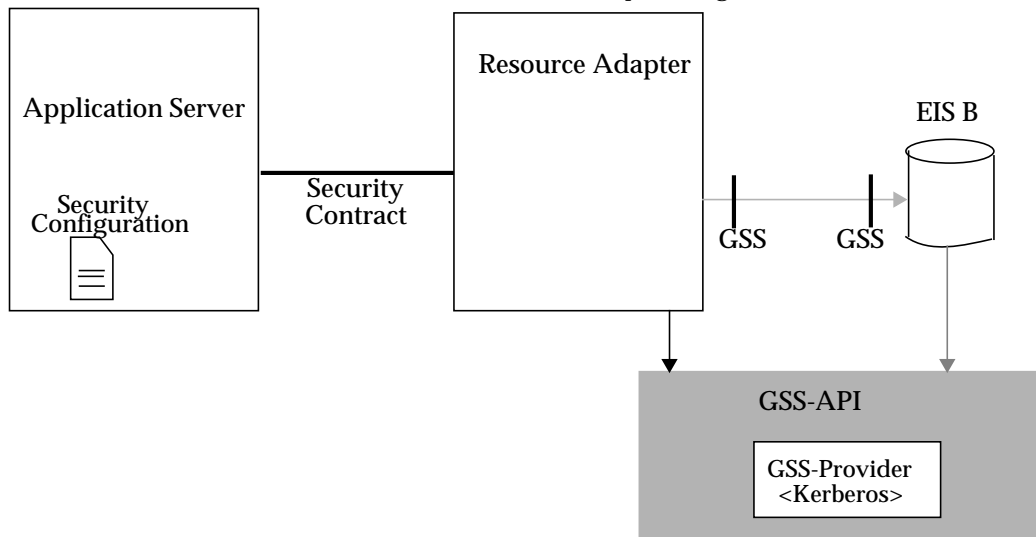 Resource Adapter
Application Server
EIS B
Security
Contract
Security
Configuration
GSS
GSS
GSS-API
GSS-Provider
<Kerberos>